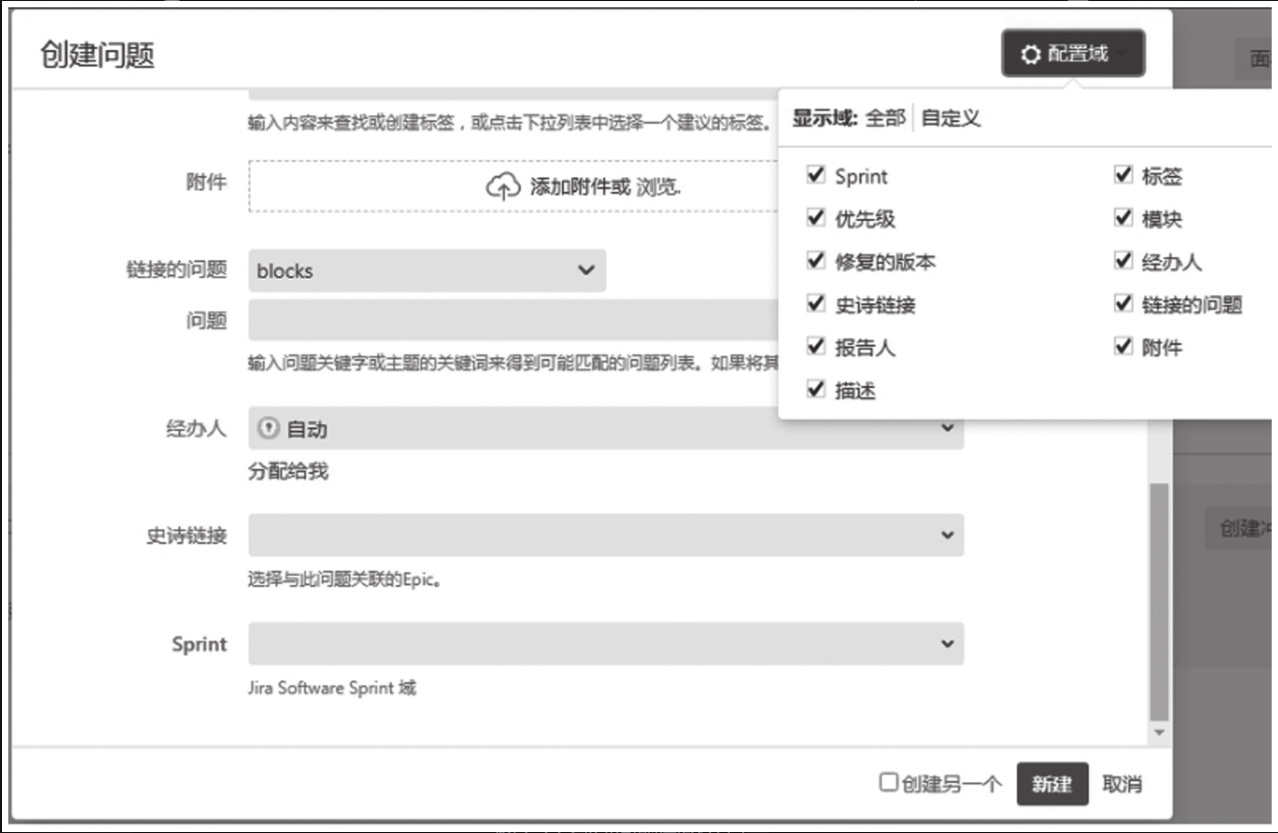 创建问题
配置域
面
输入内容来查找或创建标签，或点击下拉列表中选择一个建议的标签。
显示域: 全部 自定义
附件
添加附件或 浏览.
Sprint
标签
优先级
模块
修复的版本
经办人
史诗链接
链接的问题
报告人
附件
描述
链接的问题
blocks
问题
输入问题关键字或主题的关键词来得到可能匹配的问题列表。如果将其
经办人
自动
分配给我
史诗链接
选择与此问题关联的Epic。
创建
Sprint
Jira Software Sprint 域
创建另一个
新建
取消